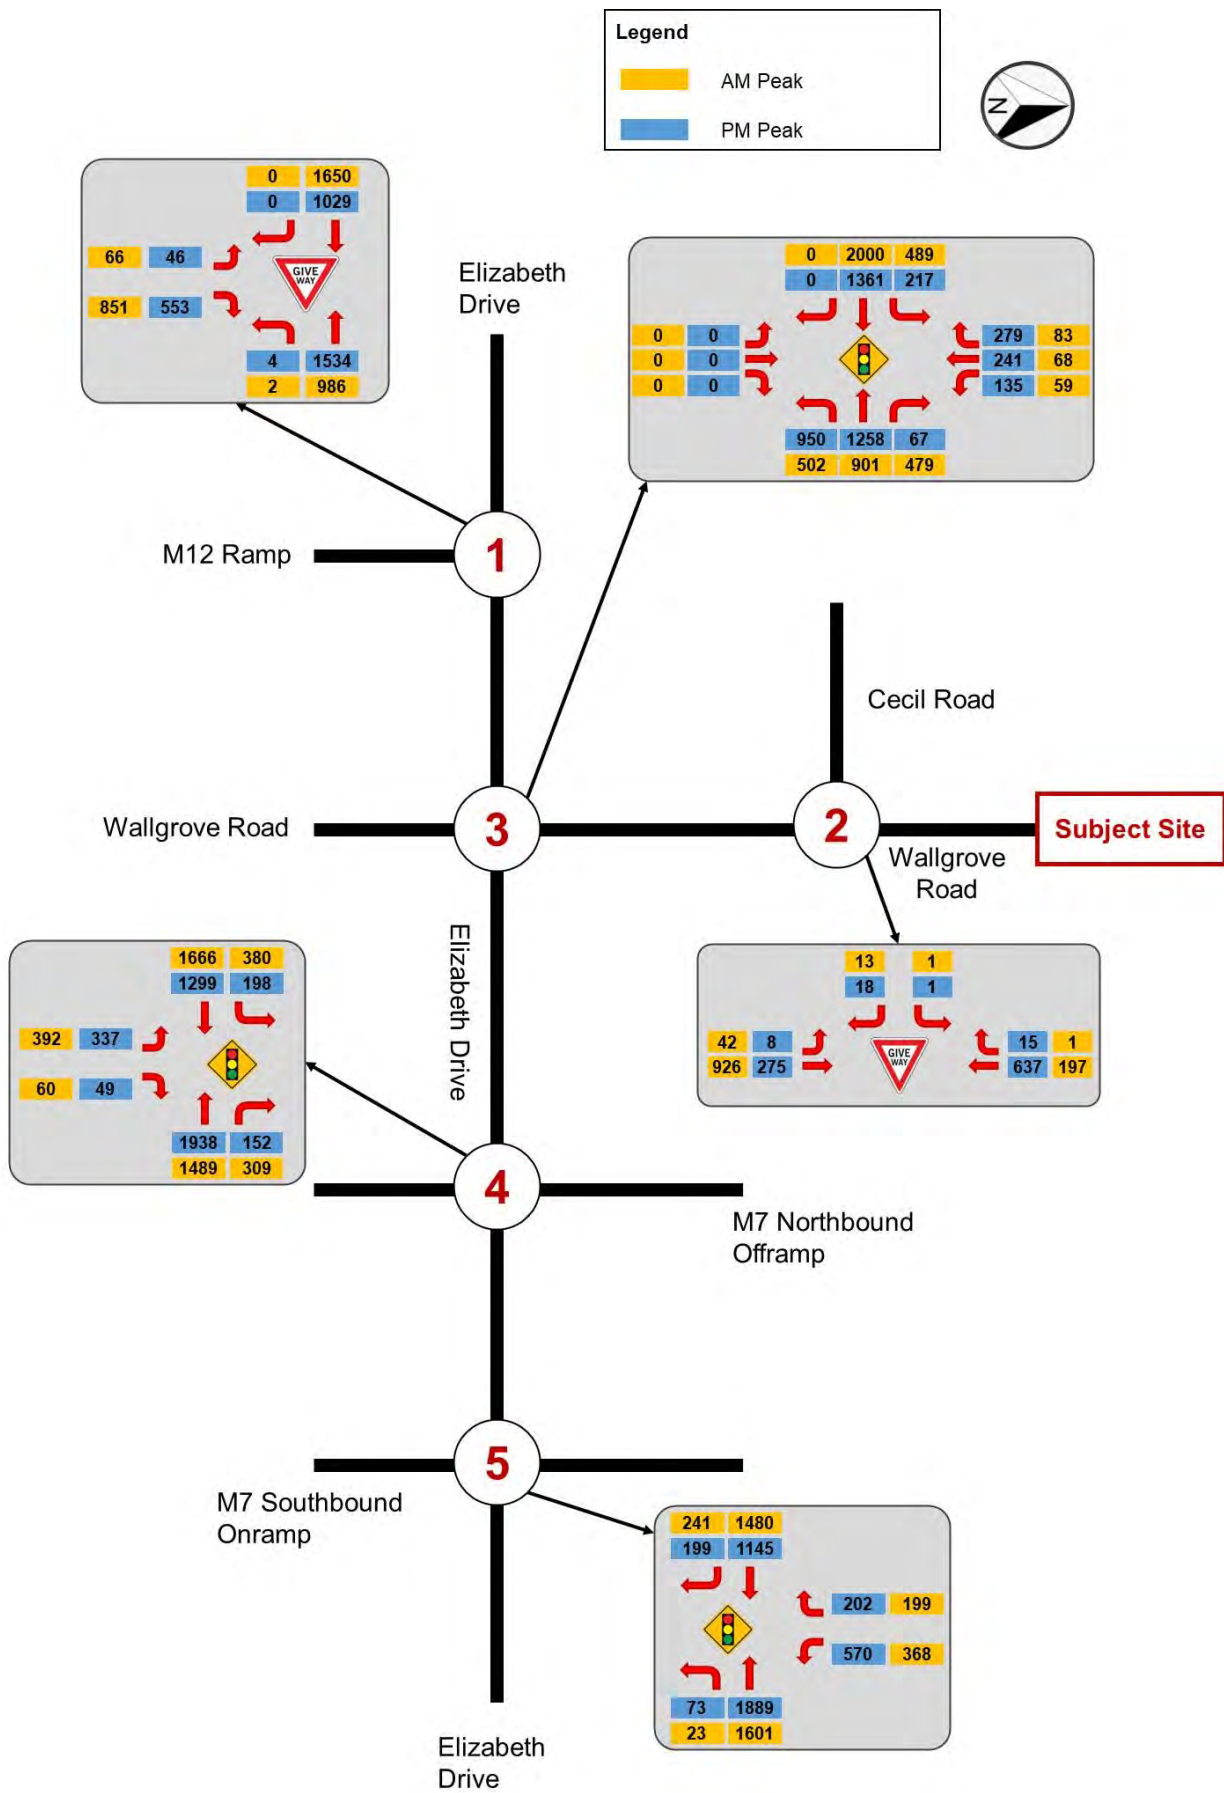 Legend
AM Peak
PM Peak
N
0 1650
0 1029
66 46
GIVE
WAY
851 553
4 1534
2 986
Elizabeth
Drive
0 2000 489
0 1361 217
0 0 279 83
0 0 241 68
0 0 135 59
950 1258 67
502 901 479
M12 Ramp
1
Cecil Road
Wallgrove Road
3
2
Subject Site
Wallgrove
Road
Elizabeth Drive
1666 380
1299 198
392 337
60 49
1938 152
1489 309
13 1
18 1
42 8 15 1
GIVE
WAY
926 275 637 197
4
M7 Northbound
Offramp
5
M7 Southbound
Onramp
241 1480
199 1145
202 199
570 368
73 1889
23 1601
Elizabeth
Drive